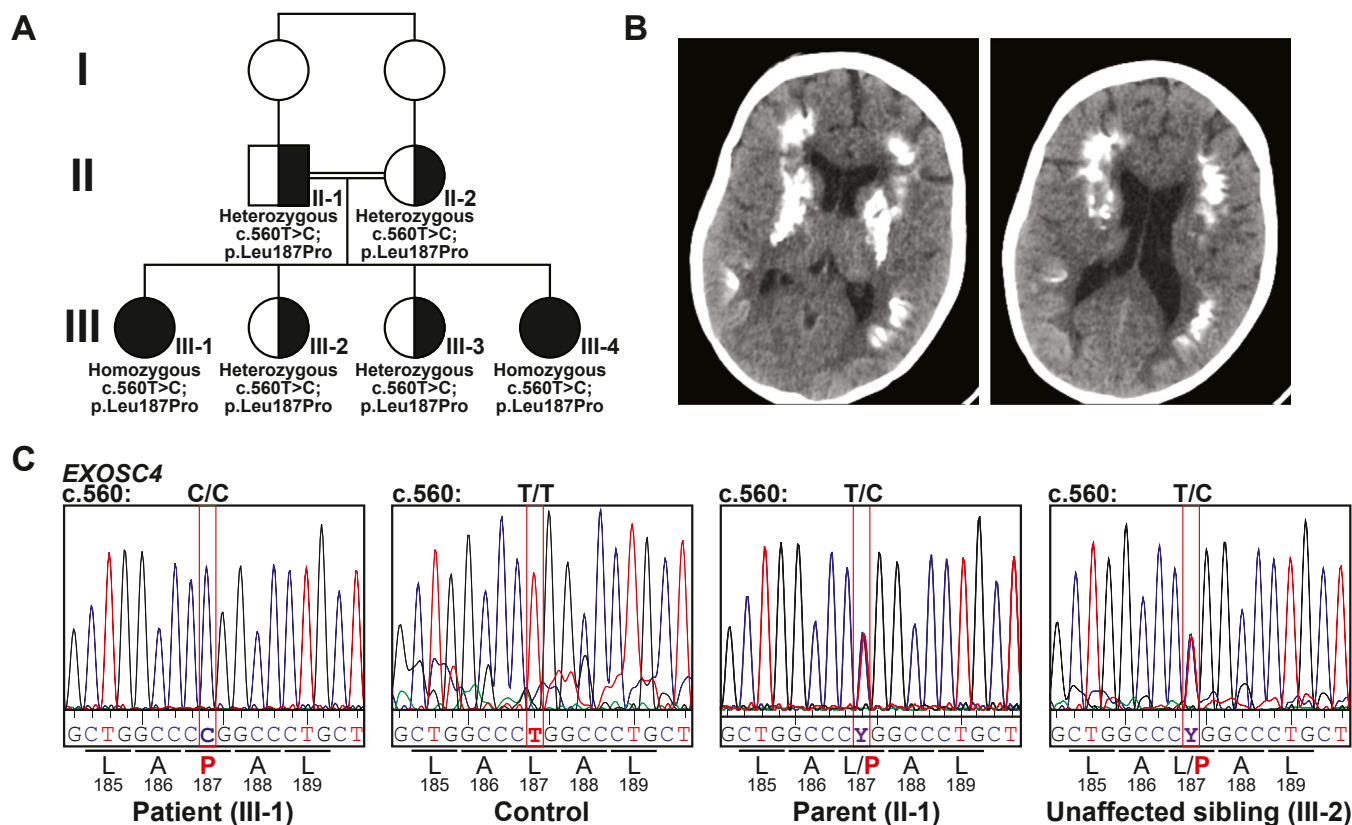 A
B
I
II
II-1
II-2
Heterozygous
c.560T>C;
p.Leu187Pro
Heterozygous
c.560T>C;
p.Leu187Pro
III
III-1
III-2
III-3
III-4
Homozygous
c.560T>C;
p.Leu187Pro
Heterozygous
c.560T>C;
p.Leu187Pro
Heterozygous
c.560T>C;
p.Leu187Pro
Homozygous
c.560T>C;
p.Leu187Pro
C
EXOSC4
c.560: C/C
c.560: T/T
c.560: T/C
c.560: T/C
GCTGGCCCCGGCCCTGCT
GCTGGCCCTGGCCCTGCT
GCTGGCCCYGGCCCTGCT
GCTGGCCCYGGCCCTGCT
L A P A L
185 186 187 188 189
Patient (III-1)
L A L A L
185 186 187 188 189
Control
L A L/P A L
185 186 187 188 189
Parent (II-1)
L A L/P A L
185 186 187 188 189
Unaffected sibling (III-2)